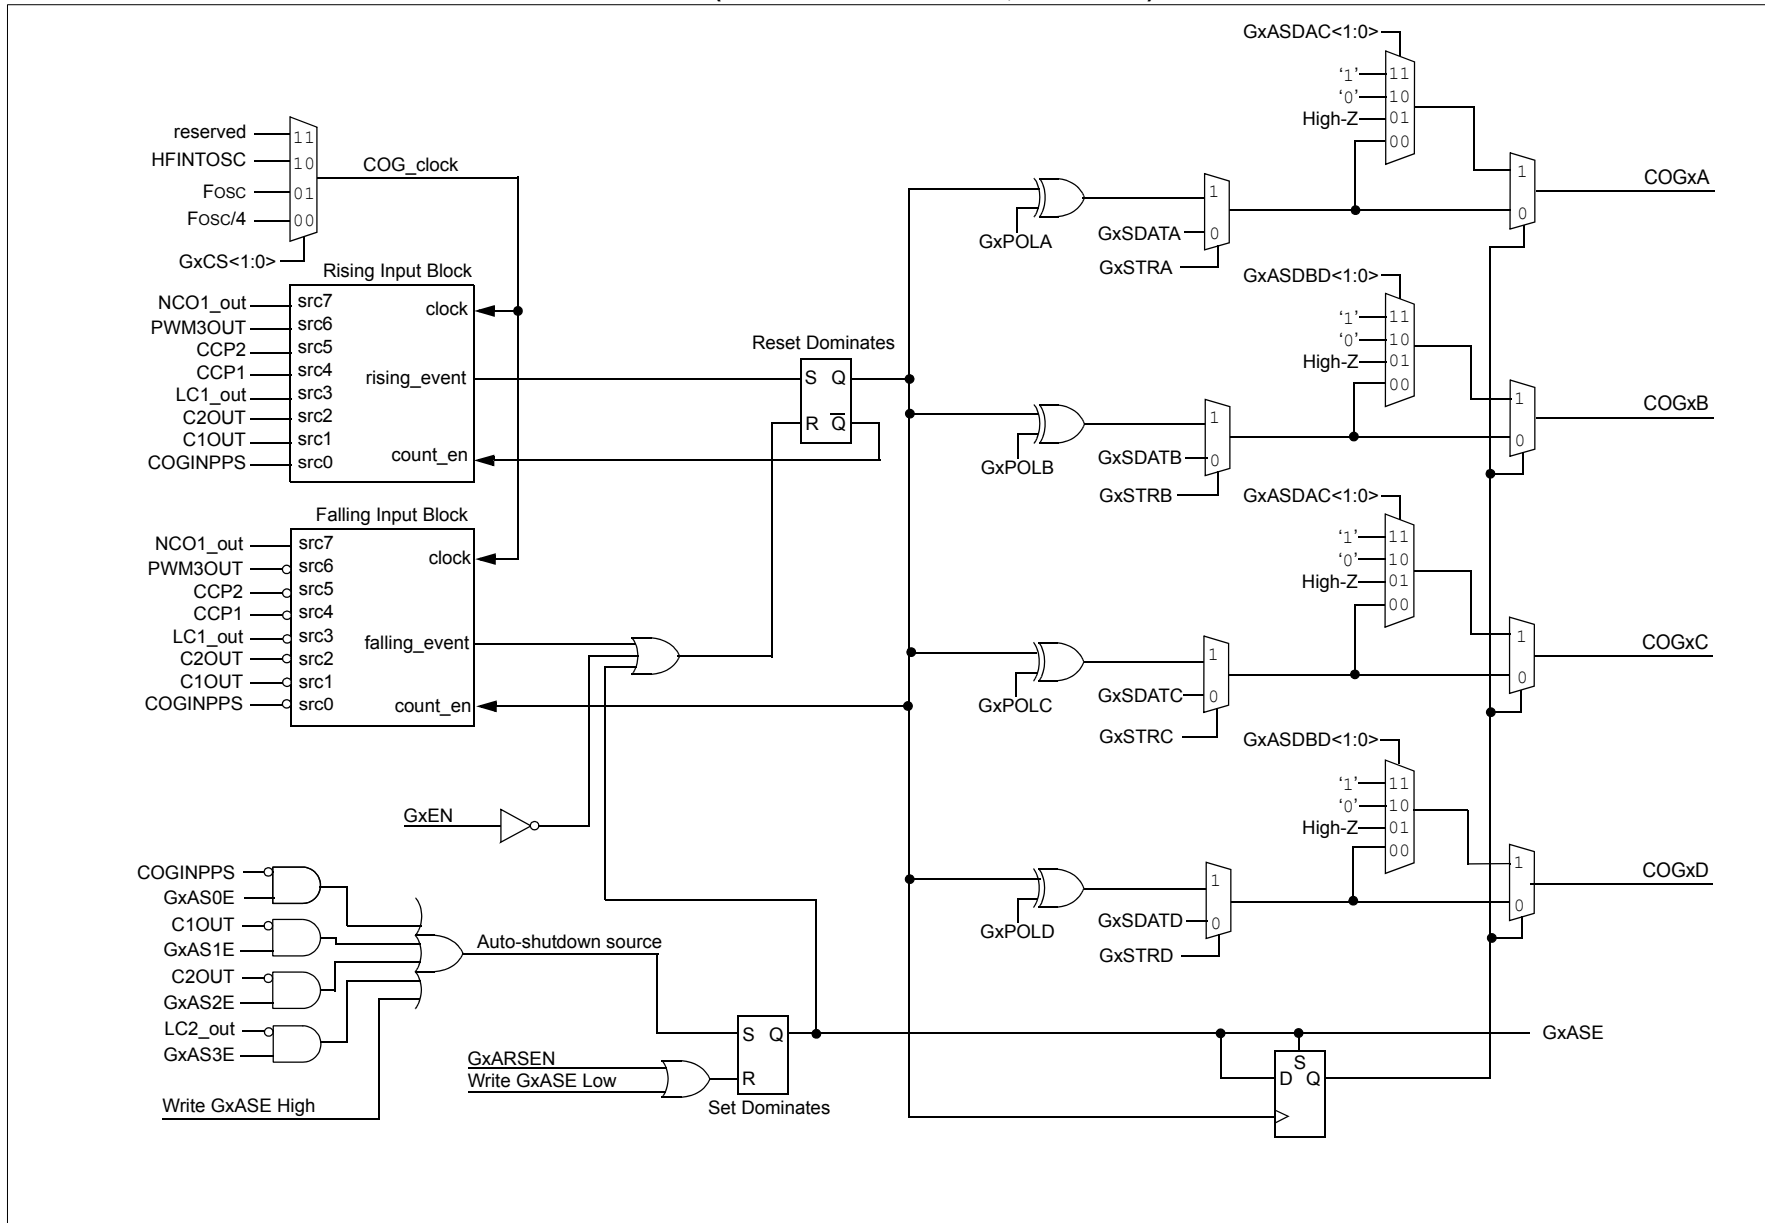 reserved
HFINTOSC
FOSC
FOSC/4
11
10
01
00
COG_clock
GxCS<1:0>
Rising Input Block
NCO1_out
PWM3OUT
CCP2
CCP1
LC1_out
C2OUT
C1OUT
COGINPPS
src7
src6
src5
src4
src3
src2
src1
src0
clock
rising_event
count_en
Falling Input Block
NCO1_out
PWM3OUT
CCP2
CCP1
LC1_out
C2OUT
C1OUT
COGINPPS
src7
src6
src5
src4
src3
src2
src1
src0
clock
falling_event
count_en
Reset Dominates
S Q
R Q
GxEN
COGINPPS
GxAS0E
C1OUT
GxAS1E
C2OUT
GxAS2E
LC2_out
GxAS3E
Auto-shutdown source
Write GxASE High
GxARSEN
Write GxASE Low
S Q
R
Set Dominates
GxASDAC<1:0>
'1' 11
'0' 10
High-Z 01
00
GxPOLA
GxSDATA
GxSTRA
1
0
1
0
COGxA
GxASDBD<1:0>
'1' 11
'0' 10
High-Z 01
00
GxPOLB
GxSDATB
GxSTRB
1
0
1
0
COGxB
GxASDAC<1:0>
'1' 11
'0' 10
High-Z 01
00
GxPOLC
GxSDATC
GxSTRC
1
0
1
0
COGxC
GxASDBD<1:0>
'1' 11
'0' 10
High-Z 01
00
GxPOLD
GxSDATD
GxSTRD
1
0
1
0
COGxD
GxASE
S
D Q